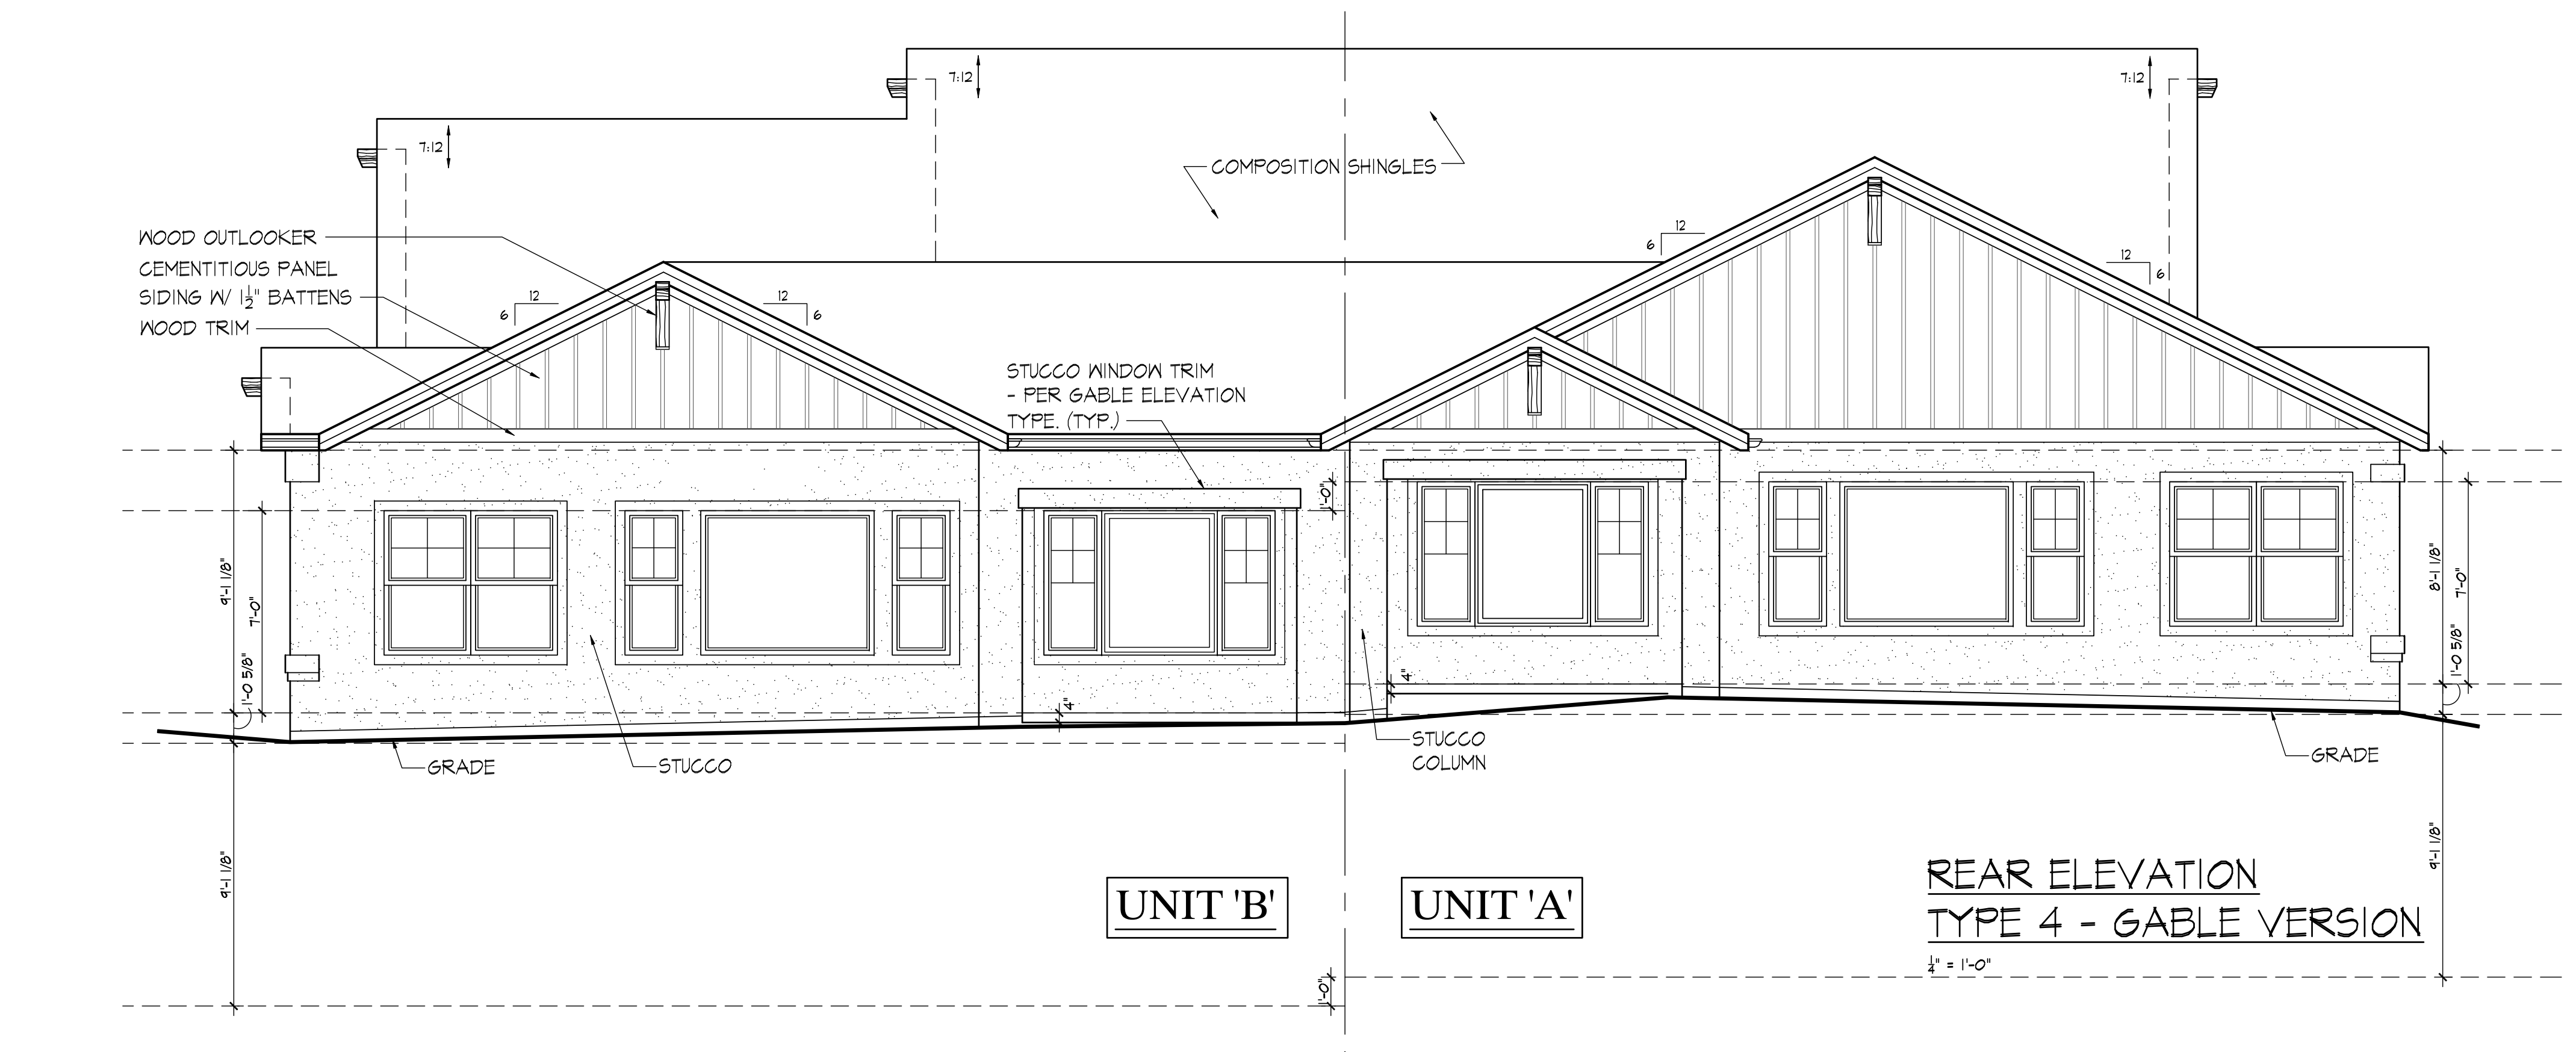 7:12
7:12
7:12
COMPOSITION SHINGLES
WOOD OUTLOOKER
CEMENTITIOUS PANEL
SIDING W/ 1 1/2" BATTENS
WOOD TRIM
12
6
12
6
12
6
12
6
STUCCO WINDOW TRIM
- PER GABLE ELEVATION
TYPE. (TYP.)
1'-0"
9'-1 1/8"
7'-0"
1'-0 5/8"
8'-1 1/8"
7'-0"
1'-0 5/8"
4"
4"
GRADE
STUCCO
STUCCO
COLUMN
GRADE
9'-1 1/8"
9'-1 1/8"
UNIT 'B'
UNIT 'A'
1'-0"
REAR ELEVATION
TYPE 4 - GABLE VERSION
1/4" = 1'-0"